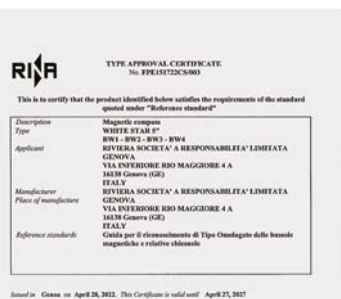 RINA
TYPE APPROVAL CERTIFICATE
No. FPE151722CS/003
This is to certify that the product identified below satisfies the requirements of the standard
quoted under "Reference standard"
Description Magnetic compass
Type WHITE STAR 5"
BW1 - BW2 - BW3 - BW4
Applicant RIVIERA SOCIETA' A RESPONSABILITA' LIMITATA
GENOVA
VIA INFERIORE RIO MAGGIORE 4 A
16138 Genova (GE)
ITALY
Manufacturer RIVIERA SOCIETA' A RESPONSABILITA' LIMITATA
Place of manufacture GENOVA
VIA INFERIORE RIO MAGGIORE 4 A
16138 Genova (GE)
ITALY
Reference standards Guida per il riconoscimento di Tipo Omologato delle bussole
magnetiche e relative chiesuole
Issued in Genoa on April 28, 2022. This Certificate is valid until April 27, 2027